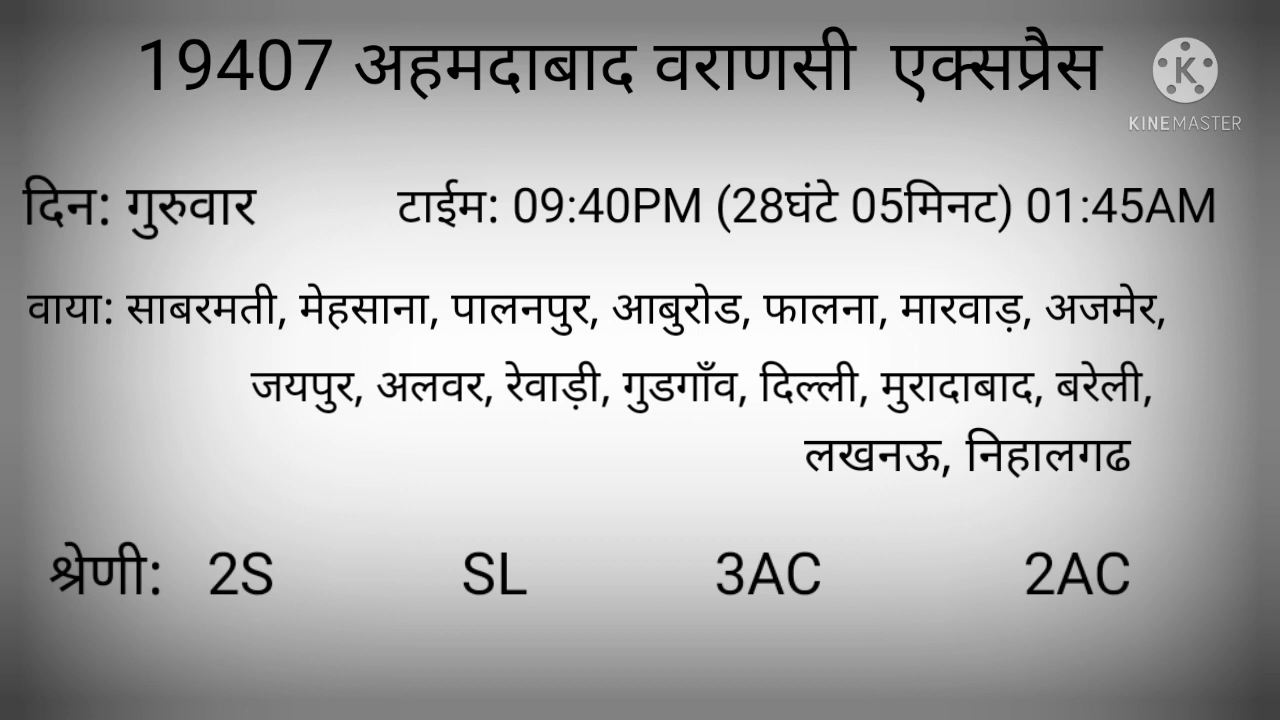 19407 अहमदाबाद वराणसी एक्सप्रैस
KINEMASTER
दिन: गुरुवार टाईम: 09:40PM (28घंटे 05मिनट) 01:45AM
वाया: साबरमती, मेहसाना, पालनपुर, आबुरोड, फालना, मारवाड़, अजमेर,
जयपुर, अलवर, रेवाड़ी, गुडगाँव, दिल्ली, मुरादाबाद, बरेली,
लखनऊ, निहालगढ
श्रेणी: 2S SL 3AC 2AC